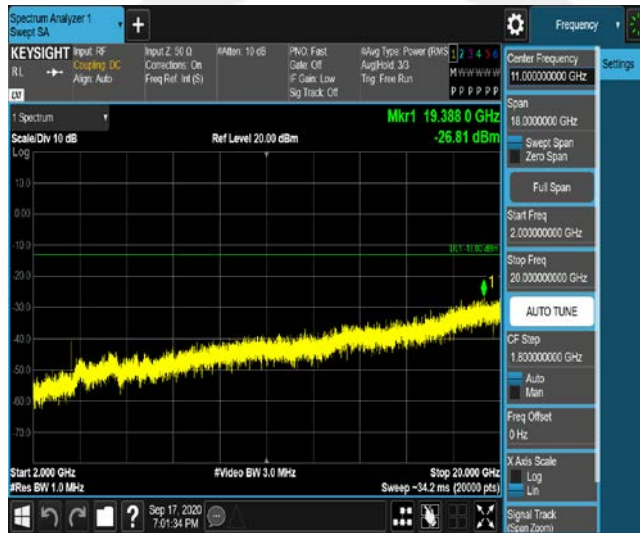 Spectrum Analyzer 1
Swept SA
+
Frequency
KEYSIGHT
RL
LXI
Input: RF
Coupling: DC
Align: Auto
Input Z: 50 Ω
Corrections: On
Freq Ref: Int (S)
#Atten: 10 dB
PNO: Fast
Gate: Off
IF Gain: Low
Sig Track: Off
#Avg Type: Power (RMS
Avg|Hold: 3/3
Trig: Free Run
1 2 3 4 5 6
M W W W W W
P P P P P P
1 Spectrum
Mkr1 19.388 0 GHz
Scale/Div 10 dB
Ref Level 20.00 dBm
-26.81 dBm
Log
10.0
0.00
-10.0
DL1 -13.00 dBm
-20.0
1
-30.0
-40.0
-50.0
-60.0
-70.0
Start 2.000 GHz
#Video BW 3.0 MHz
Stop 20.000 GHz
#Res BW 1.0 MHz
Sweep ~34.2 ms (20000 pts)
Sep 17, 2020
7:01:34 PM
?
Center Frequency
11.000000000 GHz
Settings
Span
18.0000000 GHz
Swept Span
Zero Span
Full Span
Start Freq
2.000000000 GHz
Stop Freq
20.000000000 GHz
AUTO TUNE
CF Step
1.800000000 GHz
Auto
Man
Freq Offset
0 Hz
X Axis Scale
Log
Lin
Signal Track
(Span Zoom)